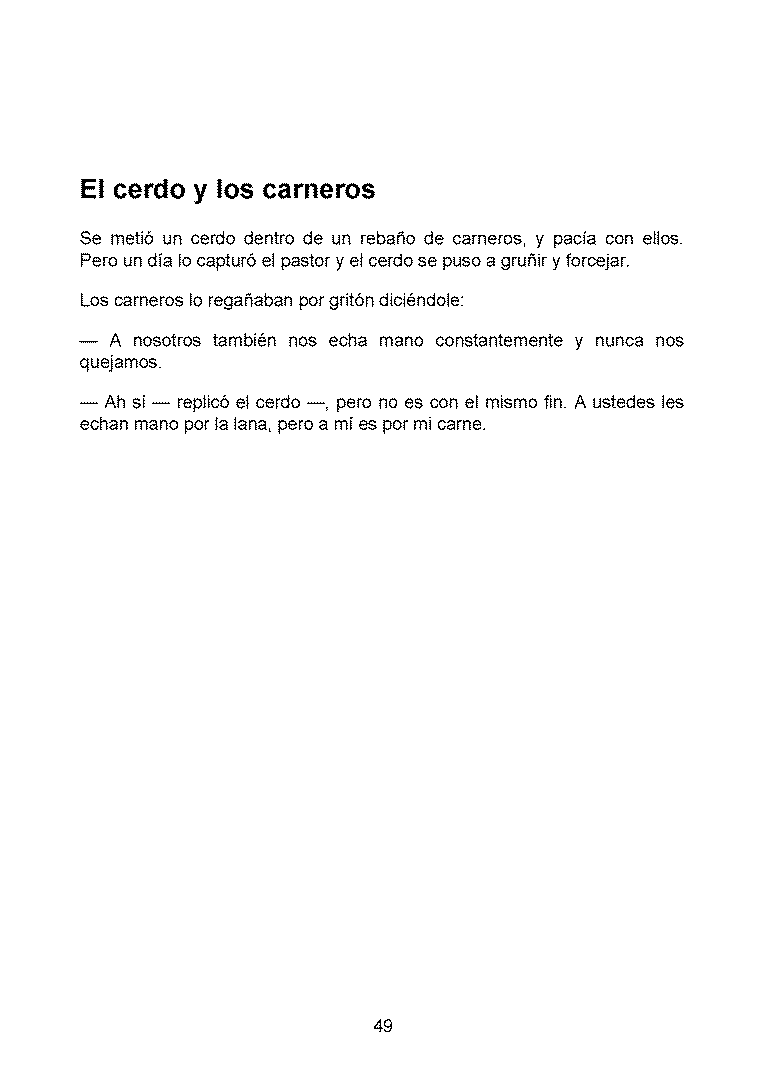 El cerdo y los carneros
Se metió un cerdo dentro de un rebaño de carneros, y pacía con ellos.
Pero un día lo capturó el pastor y el cerdo se puso a gruñir y forcejar.
Los carneros lo regañaban por gritón diciéndole:
— A nosotros también nos echa mano constantemente y nunca nos
quejamos.
— Ah sí — replicó el cerdo —, pero no es con el mismo fin. A ustedes les
echan mano por la lana, pero a mí es por mi carne.
49